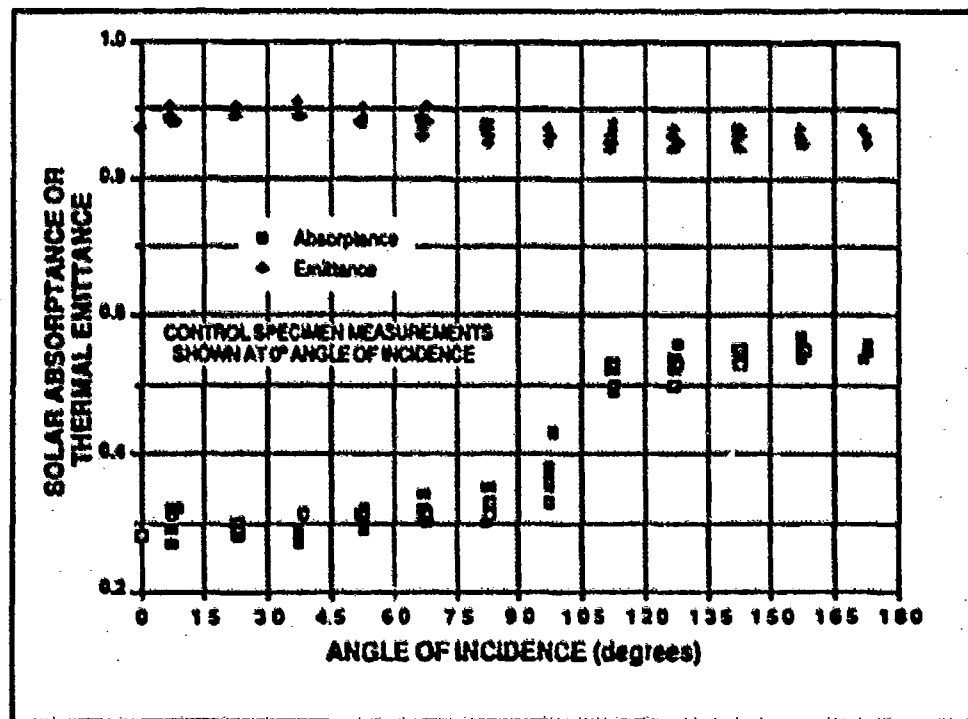 1.0
0.8
0.6
0.4
0.2
SOLAR ABSORPTANCE OR
THERMAL EMITTANCE
Absorptance
Emittance
CONTROL SPECIMEN MEASUREMENTS
SHOWN AT 0° ANGLE OF INCIDENCE
0 15 30 45 60 75 90 105 120 135 150 165 180
ANGLE OF INCIDENCE (degrees)